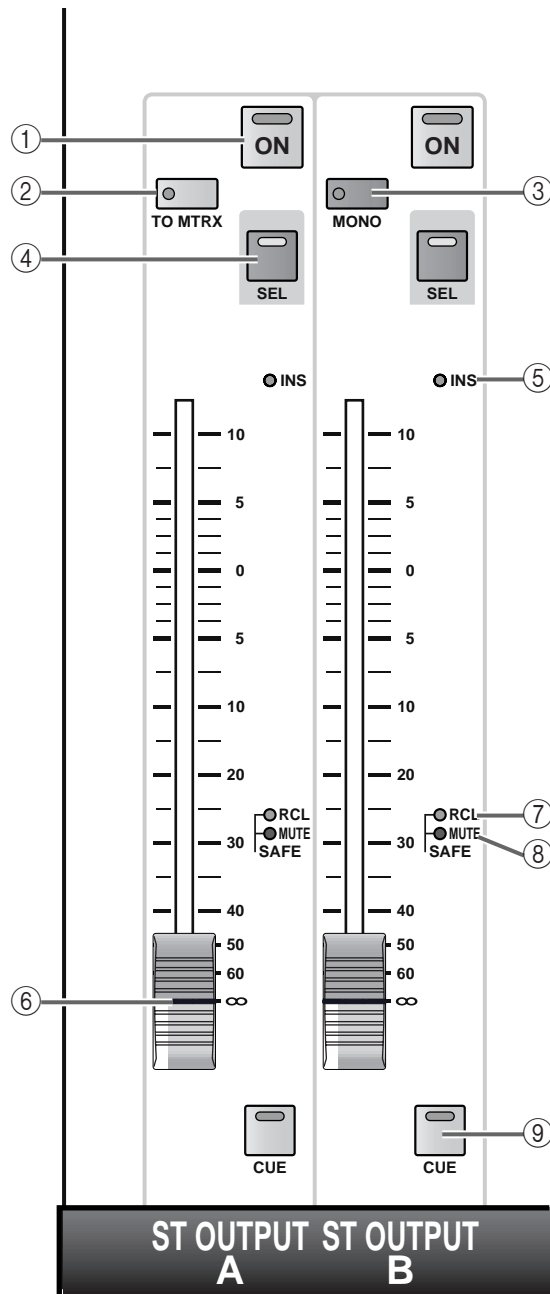 ① ON ON
② TO MTRX MONO ③
④ SEL SEL
INS INS ⑤
10 10
5 5
0 0
5 5
10 10
20 20
RCL RCL ⑦
MUTE MUTE ⑧
30 30
SAFE SAFE
40 40
50 50
60 60
⑥ ∞ ∞
CUE CUE ⑨
ST OUTPUT ST OUTPUT
A B